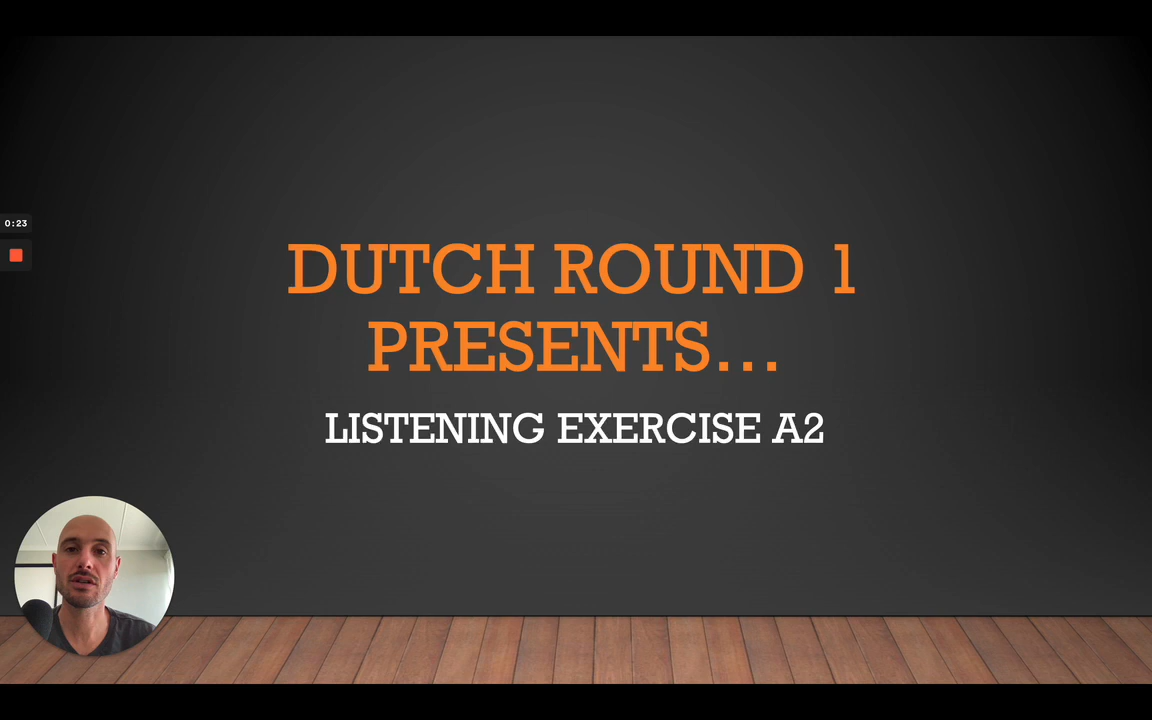 0:23
DUTCH ROUND 1
PRESENTS...
LISTENING EXERCISE A2